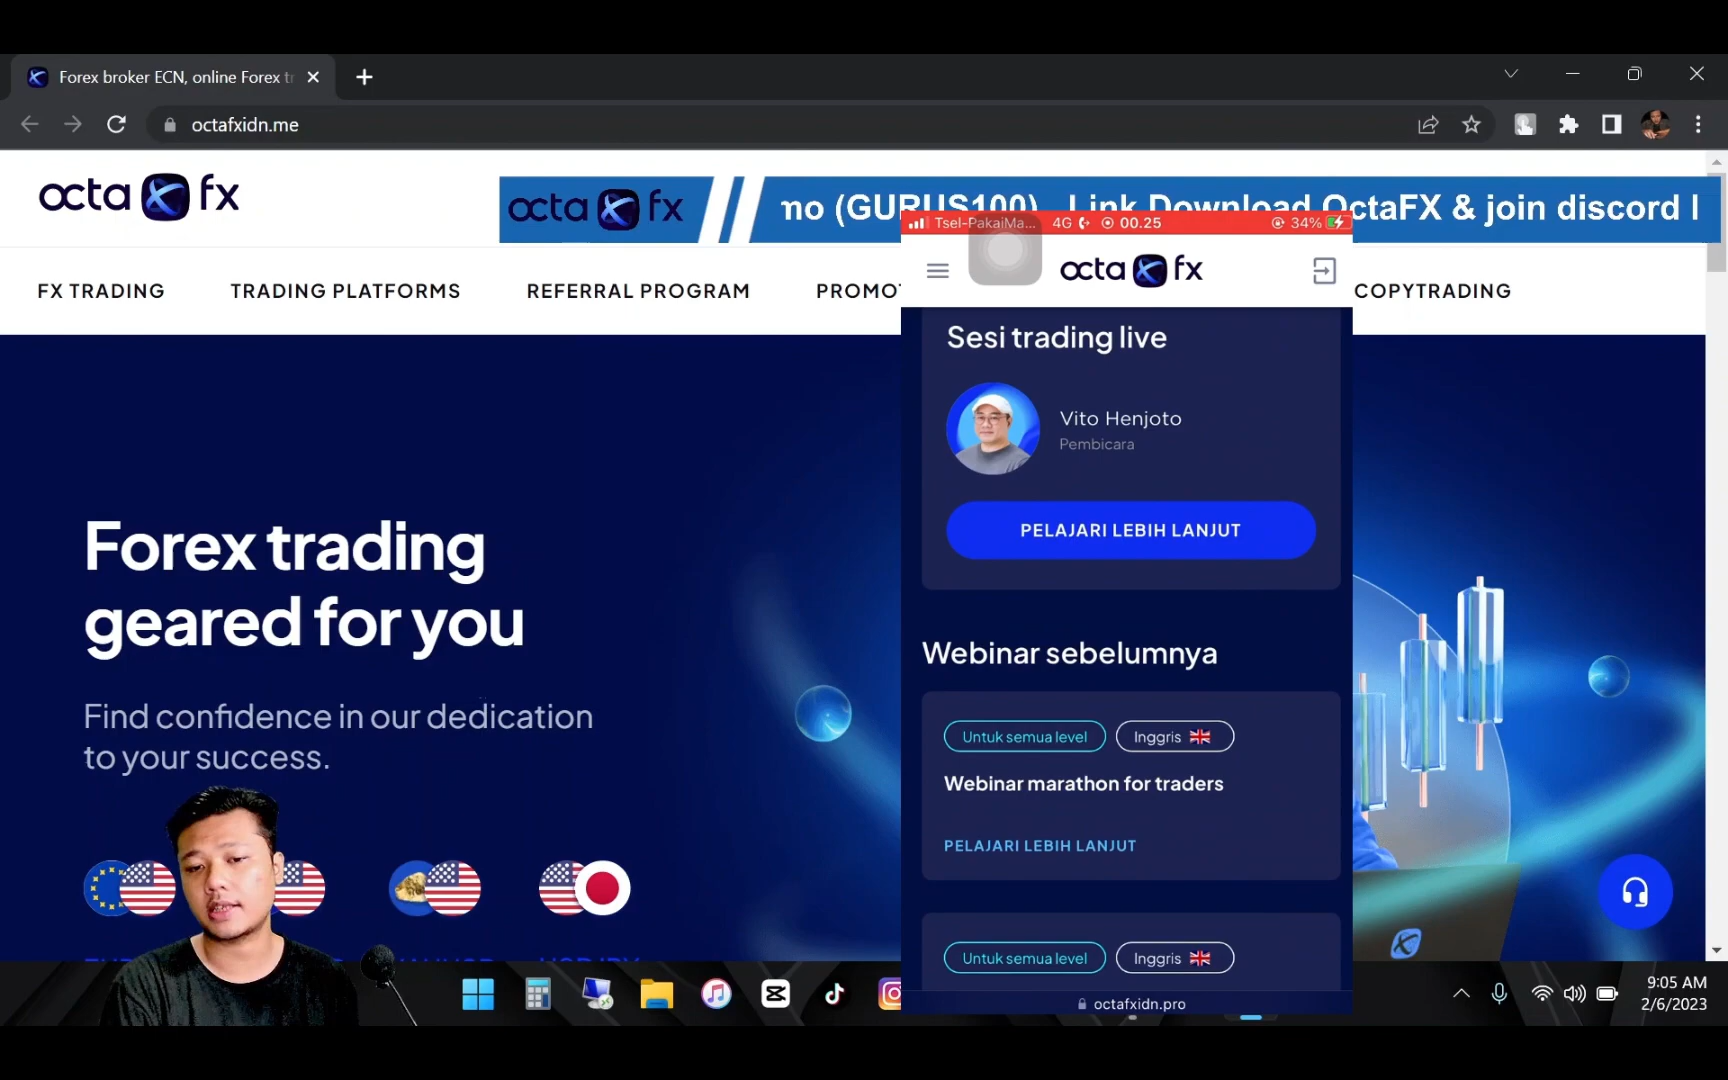 Forex broker ECN, online Forex tr
octafxidn.me
octa fx
octa fx
mo (GURUS100) Link Download OctaFX & join discord
Tsel-PakaiMa... 4G 00.25 34%
octa fx
FX TRADING
TRADING PLATFORMS
REFERRAL PROGRAM
COPYTRADING
Forex trading
geared for you
Find confidence in our dedication
to your success.
Sesi trading live
Vito Henjoto
Pembicara
PELAJARI LEBIH LANJUT
Webinar sebelumnya
Untuk semua level
Inggris
Webinar marathon for traders
PELAJARI LEBIH LANJUT
Untuk semua level
Inggris
octafxidn.pro
9:05 AM
2/6/2023